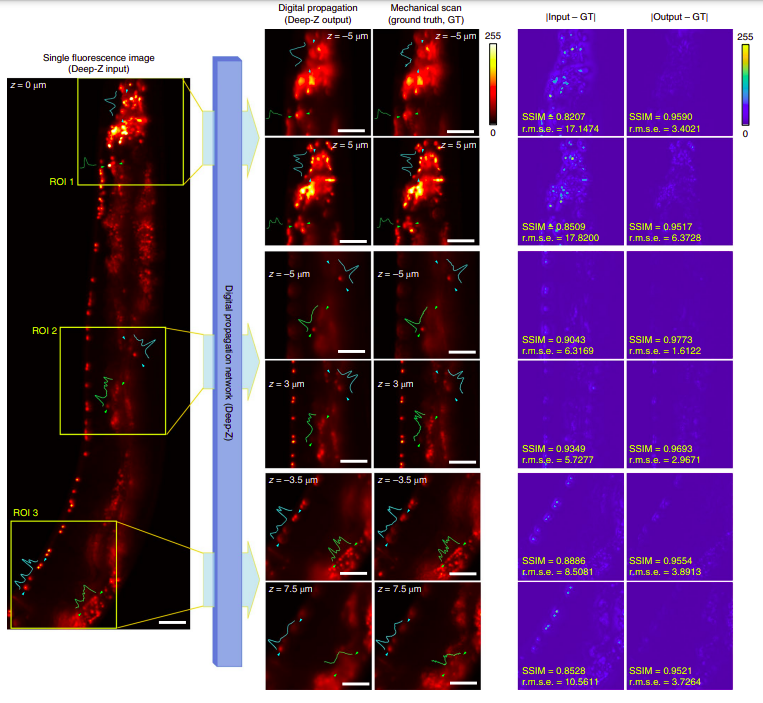 Single fluorescence image
(Deep-Z input)
z = 0 μm
ROI 1
ROI 2
ROI 3
Digital propagation network (Deep-Z)
Digital propagation
(Deep-Z output)
Mechanical scan
(ground truth, GT)
|Input – GT|
|Output – GT|
z = –5 μm
z = –5 μm
255
0
SSIM = 0.8207
r.m.s.e. = 17.1474
SSIM = 0.9590
r.m.s.e. = 3.4021
255
0
z = 5 μm
z = 5 μm
SSIM = 0.8509
r.m.s.e. = 17.8200
SSIM = 0.9517
r.m.s.e. = 6.3728
z = –5 μm
z = –5 μm
SSIM = 0.9043
r.m.s.e. = 6.3169
SSIM = 0.9773
r.m.s.e. = 1.6122
z = 3 μm
z = 3 μm
SSIM = 0.9349
r.m.s.e. = 5.7277
SSIM = 0.9693
r.m.s.e. = 2.9671
z = –3.5 μm
z = –3.5 μm
SSIM = 0.8886
r.m.s.e. = 8.5081
SSIM = 0.9554
r.m.s.e. = 3.8913
z = 7.5 μm
z = 7.5 μm
SSIM = 0.8528
r.m.s.e. = 10.5611
SSIM = 0.9521
r.m.s.e. = 3.7264